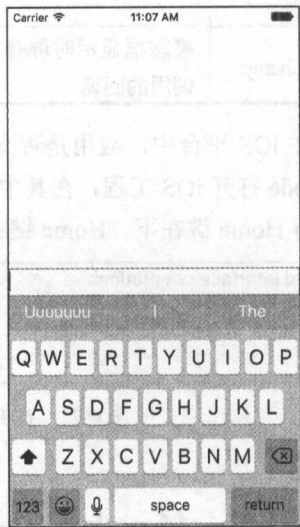 Carrier 11:07 AM
Uuuuuuu I The
Q W E R T Y U I O P
A S D F G H J K L
Z X C V B N M
123 space return